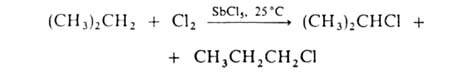 (CH₃)₂CH₂ + Cl₂ SbCl₅, 25°C → (CH₃)₂CHCl +
+ CH₃CH₂CH₂Cl